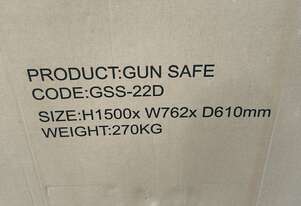 PRODUCT:GUN SAFE
CODE:GSS-22D
SIZE:H1500x W762x D610mm
WEIGHT:270KG